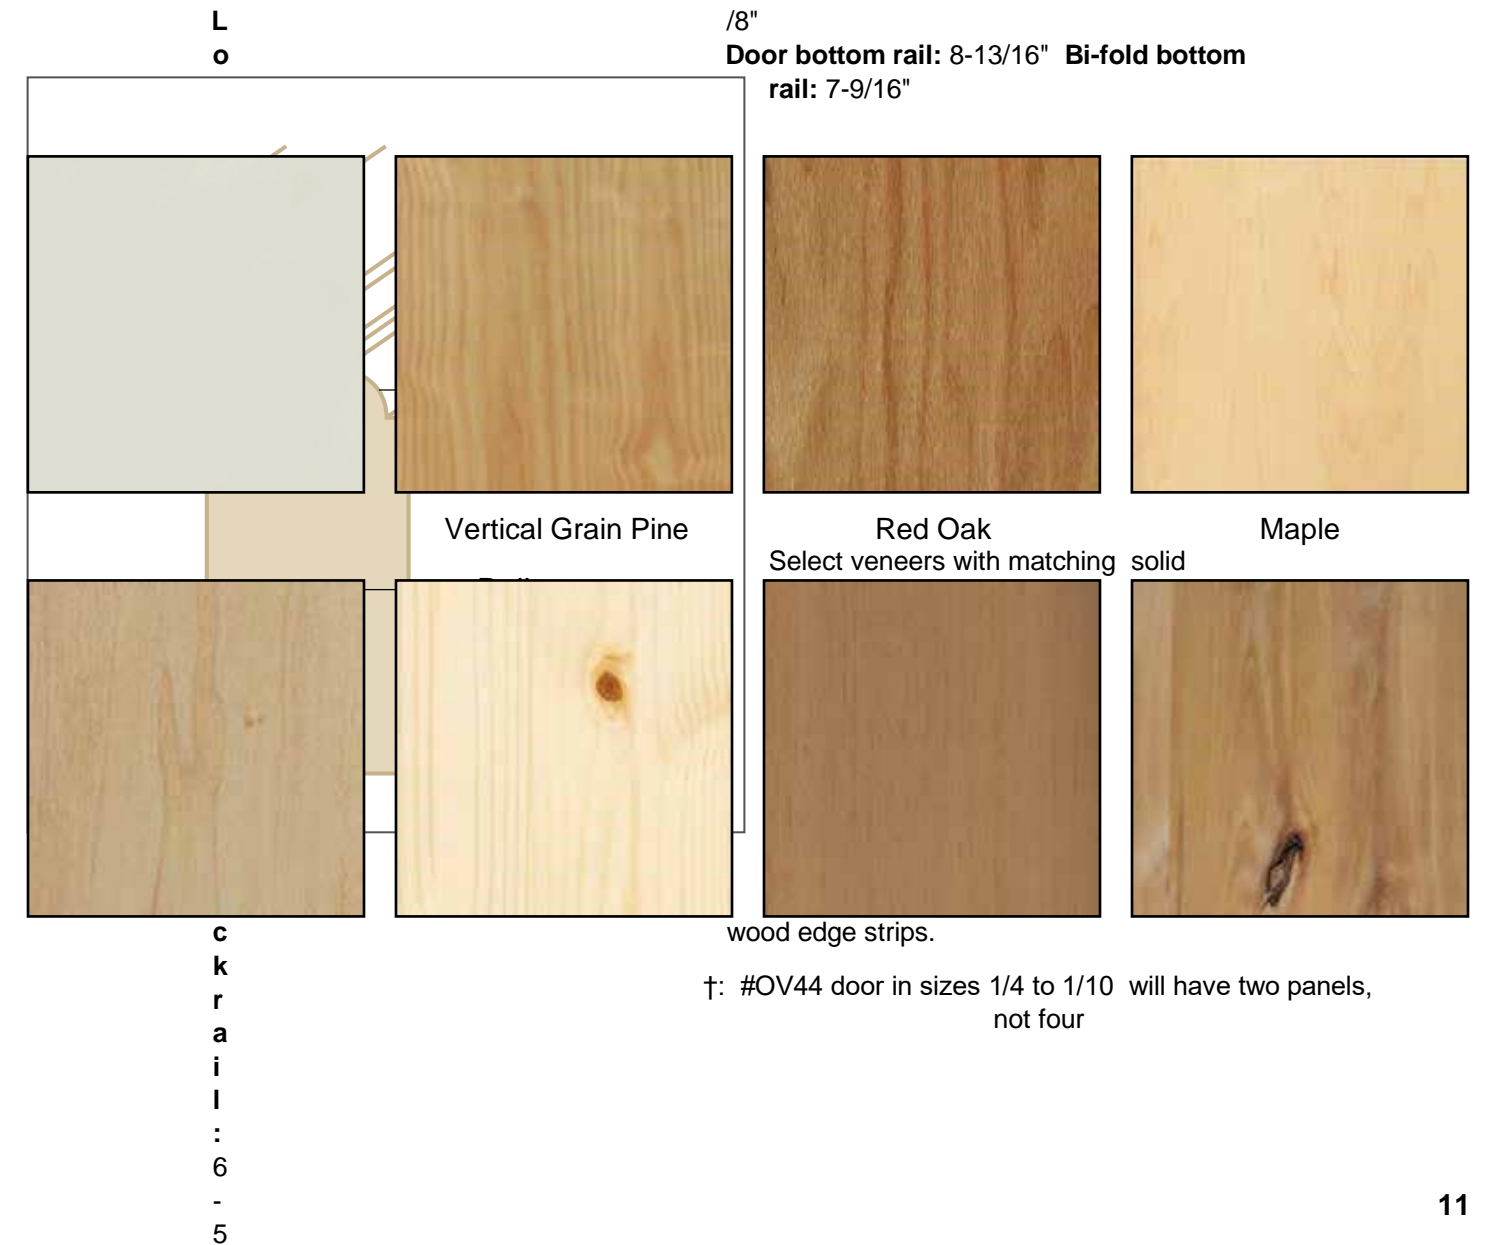 L
o
/8"
Door bottom rail: 8-13/16" Bi-fold bottom
rail: 7-9/16"
Vertical Grain Pine
Red Oak
Maple
Select veneers with matching solid
wood edge strips.
†: #OV44 door in sizes 1/4 to 1/10 will have two panels,
not four
c
k
r
a
i
l
:
6
-
5
11